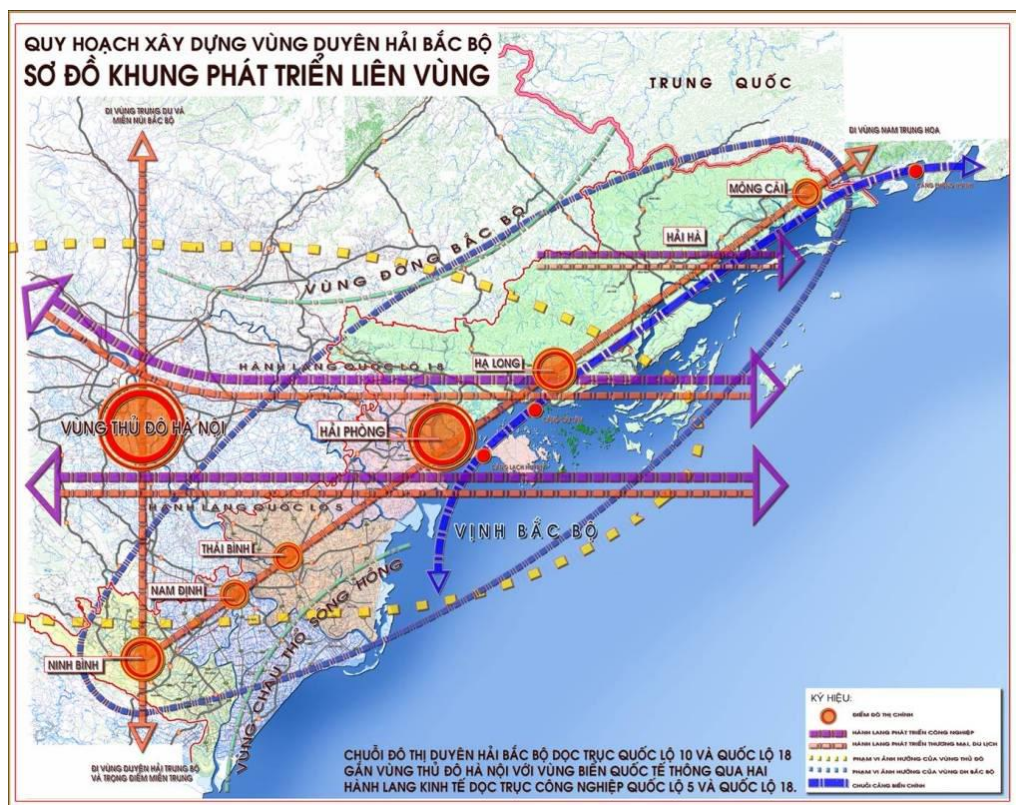 QUY HOẠCH XÂY DỰNG VÙNG DUYÊN HẢI BẮC BỘ
SƠ ĐỒ KHUNG PHÁT TRIỂN LIÊN VÙNG
TRUNG QUỐC
ĐI VÙNG TRUNG DU VÀ
MIỀN NÚI BẮC BỘ
ĐI VÙNG NAM TRUNG HOA
MÓNG CÁI
HẢI HÀ
VÙNG ĐÔNG BẮC BỘ
HẠ LONG
HÀNH LANG QUỐC LỘ 18
VÙNG THỦ ĐÔ HÀ NỘI
HẢI PHÒNG
HÀNH LANG QUỐC LỘ 5
VỊNH BẮC BỘ
THÁI BÌNH
NAM ĐỊNH
NINH BÌNH
VÙNG CHÂU THỔ SÔNG HỒNG
ĐI VÙNG DUYÊN HẢI TRUNG BỘ
VÀ TRỌNG ĐIỂM MIỀN TRUNG
CHUỖI ĐÔ THỊ DUYÊN HẢI BẮC BỘ DỌC TRỤC QUỐC LỘ 10 VÀ QUỐC LỘ 18
GẮN VÙNG THỦ ĐÔ HÀ NỘI VỚI VÙNG BIỂN QUỐC TẾ THÔNG QUA HAI
HÀNH LANG KINH TẾ DỌC TRỤC CÔNG NGHIỆP QUỐC LỘ 5 VÀ QUỐC LỘ 18.
KÝ HIỆU:
ĐIỂM ĐÔ THỊ CHÍNH
HÀNH LANG PHÁT TRIỂN CÔNG NGHIỆP
HÀNH LANG PHÁT TRIỂN THƯƠNG MẠI, DU LỊCH
PHẠM VI ẢNH HƯỞNG CỦA VÙNG THỦ ĐÔ
PHẠM VI ẢNH HƯỞNG CỦA VÙNG DH BẮC BỘ
CHUỖI CẢNG BIỂN CHÍNH